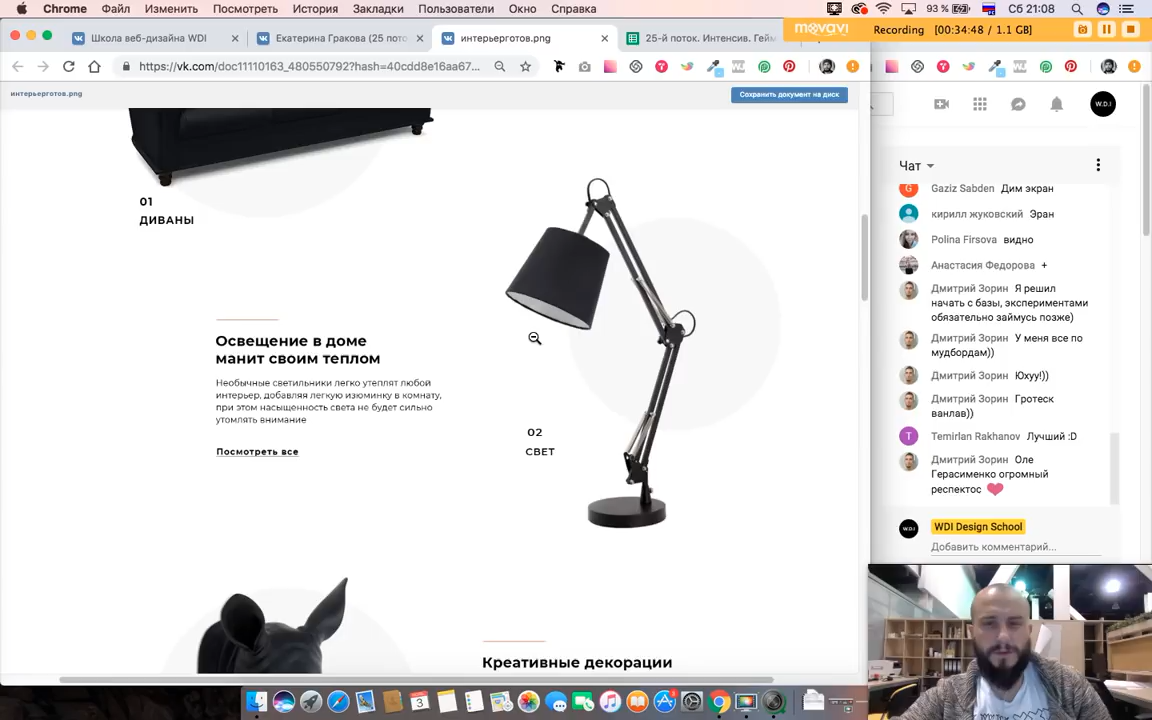 Chrome Файл Изменить Посмотреть История Закладки Пользователи Окно Справка 93 % Сб 21:08
Школа веб-дизайна WDI
Екатерина Гракова (25 пото
интерьерготов.png
25-й поток. Интенсив. Гейм
movavi
Recording [00:34:48 / 1.1 GB]
https://vk.com/doc11110163_480550792?hash=40cdd8e16aa67...
интерьерготов.png
Сохранить документ на диск
01
ДИВАНЫ
Освещение в доме
манит своим теплом
Необычные светильники легко утеплят любой
интерьер, добавляя легкую изюминку в комнату,
при этом насыщенность света не будет сильно
утомлять внимание
Посмотреть все
02
СВЕТ
Креативные декорации
W.D.I
Чат
G Gaziz Sabden Дим экран
кирилл жуковский Эран
Polina Firsova видно
Анастасия Федорова +
Дмитрий Зорин Я решил
начать с базы, экспериментами
обязательно займусь позже)
Дмитрий Зорин У меня все по
мудбордам))
Дмитрий Зорин Юхуу!))
Дмитрий Зорин Гротеск
ванлав))
T Temirlan Rakhanov Лучший :D
Дмитрий Зорин Оле
Герасименко огромный
респектос
W.D.I WDI Design School
Добавить комментарий...
3